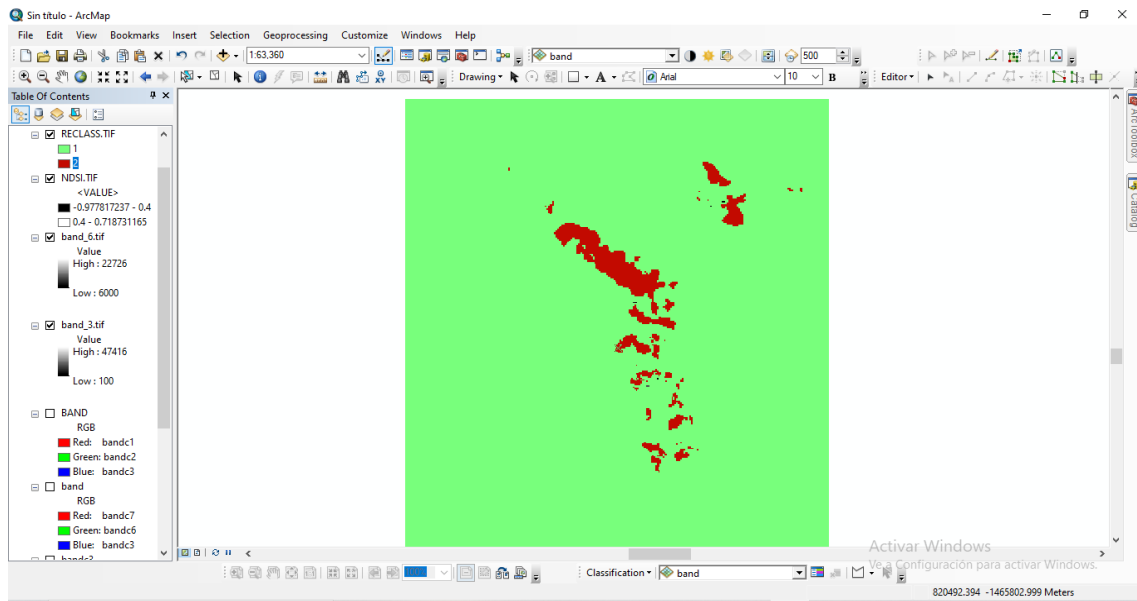 Sin título - ArcMap
File Edit View Bookmarks Insert Selection Geoprocessing Customize Windows Help
1:63,360 band 500
Drawing Arial 10 B Editor
Table Of Contents
RECLASS.TIF
1
2
NDSI.TIF
<VALUE>
-0.977817237 - 0.4
0.4 - 0.718731165
band_6.tif
Value
High : 22726
Low : 6000
band_3.tif
Value
High : 47416
Low : 100
BAND
RGB
Red: bandc1
Green: bandc2
Blue: bandc3
band
RGB
Red: bandc7
Green: bandc6
Blue: bandc3
ArcToolbox
Catalog
Activar Windows
Ve a Configuración para activar Windows.
Classification band
820492.394 -1465802.999 Meters